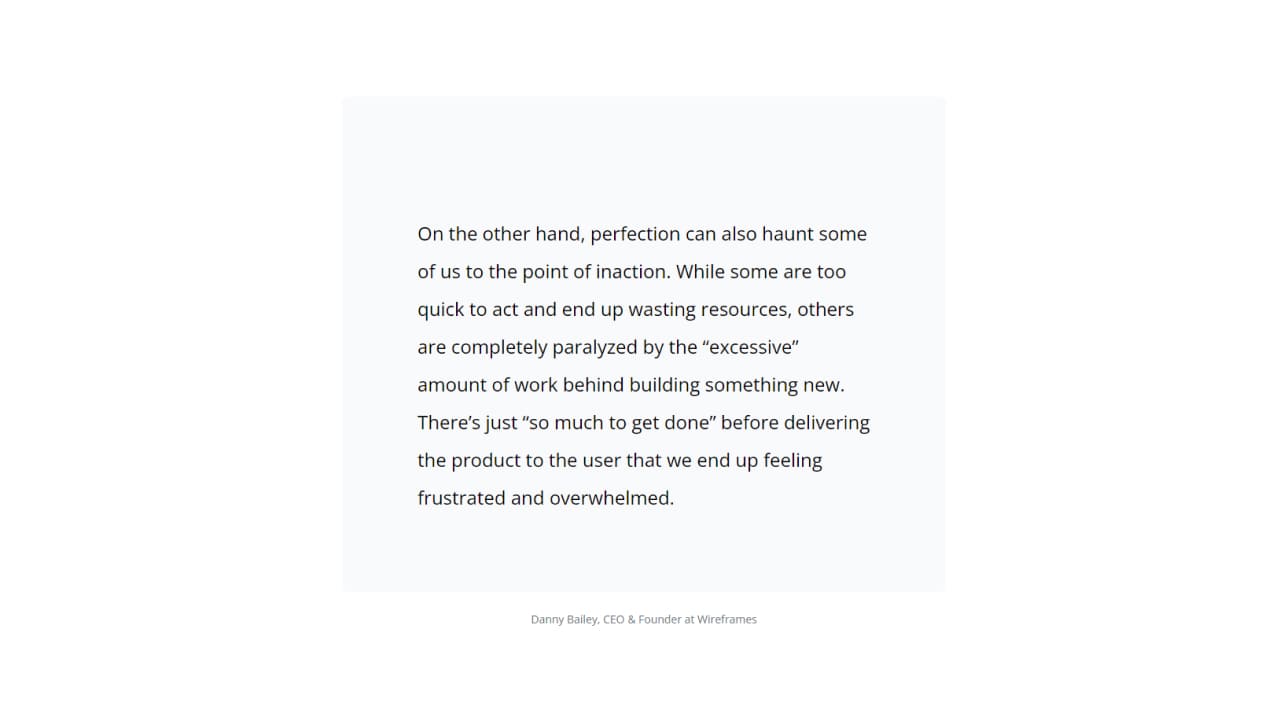 On the other hand, perfection can also haunt some
of us to the point of inaction. While some are too
quick to act and end up wasting resources, others
are completely paralyzed by the “excessive”
amount of work behind building something new.
There’s just “so much to get done” before delivering
the product to the user that we end up feeling
frustrated and overwhelmed.
Danny Bailey, CEO & Founder at Wireframes